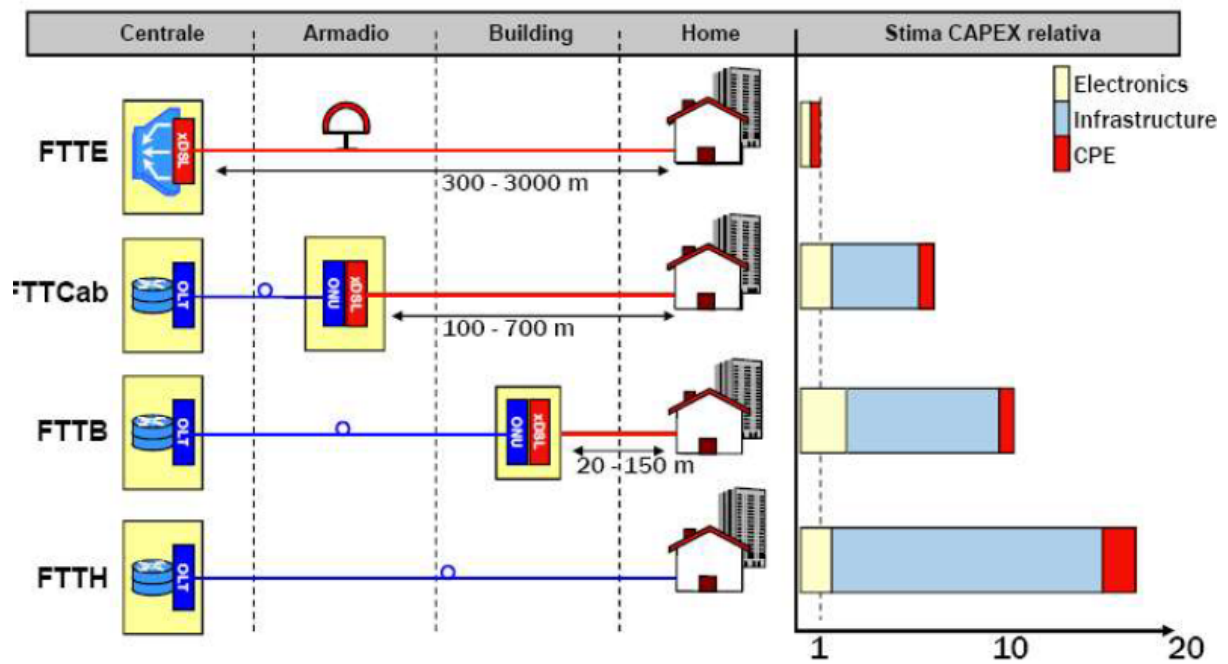 Centrale Armadio Building Home Stima CAPEX relativa
Electronics
Infrastructure
CPE
FTTE
xDSL
300 - 3000 m
FTTCab
OLT
ONU
xDSL
100 - 700 m
FTTB
OLT
ONU
xDSL
20 - 150 m
FTTH
OLT
1 10 20